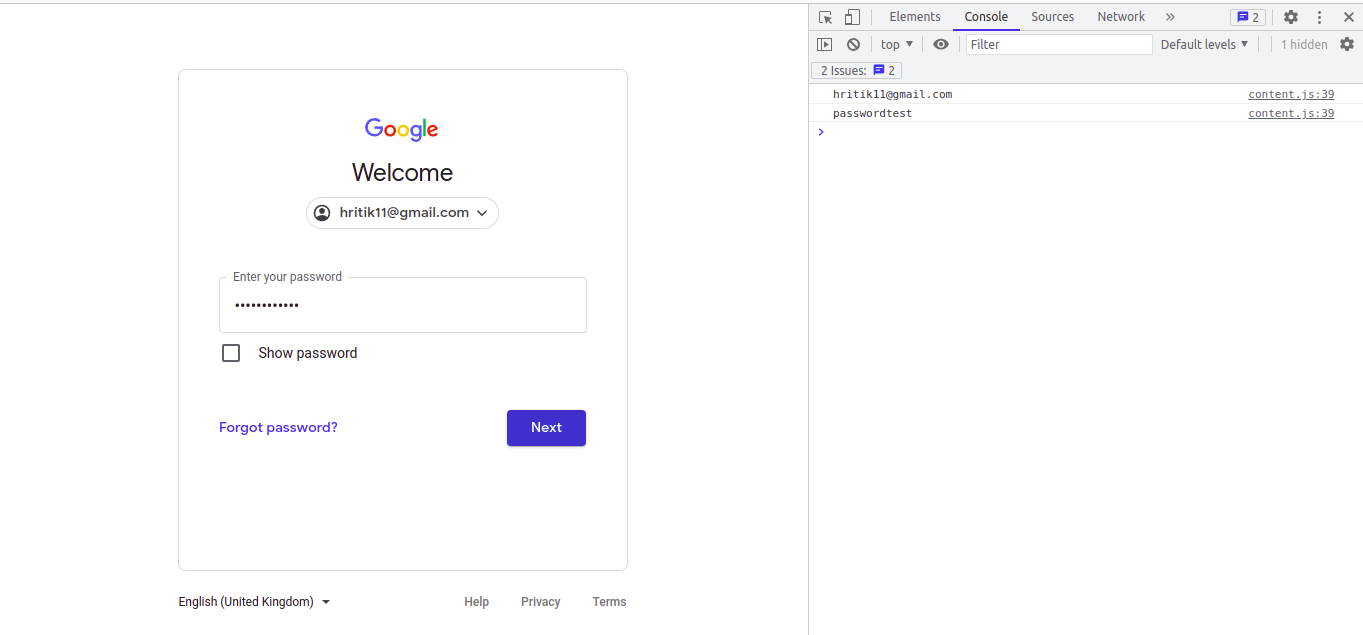 Google
Welcome
hritik11@gmail.com
Enter your password
••••••••••••
Show password
Forgot password?
Next
English (United Kingdom)
Help Privacy Terms
Elements Console Sources Network » 2
top Filter Default levels 1 hidden
2 Issues: 2
hritik11@gmail.com content.js:39
passwordtest content.js:39
>